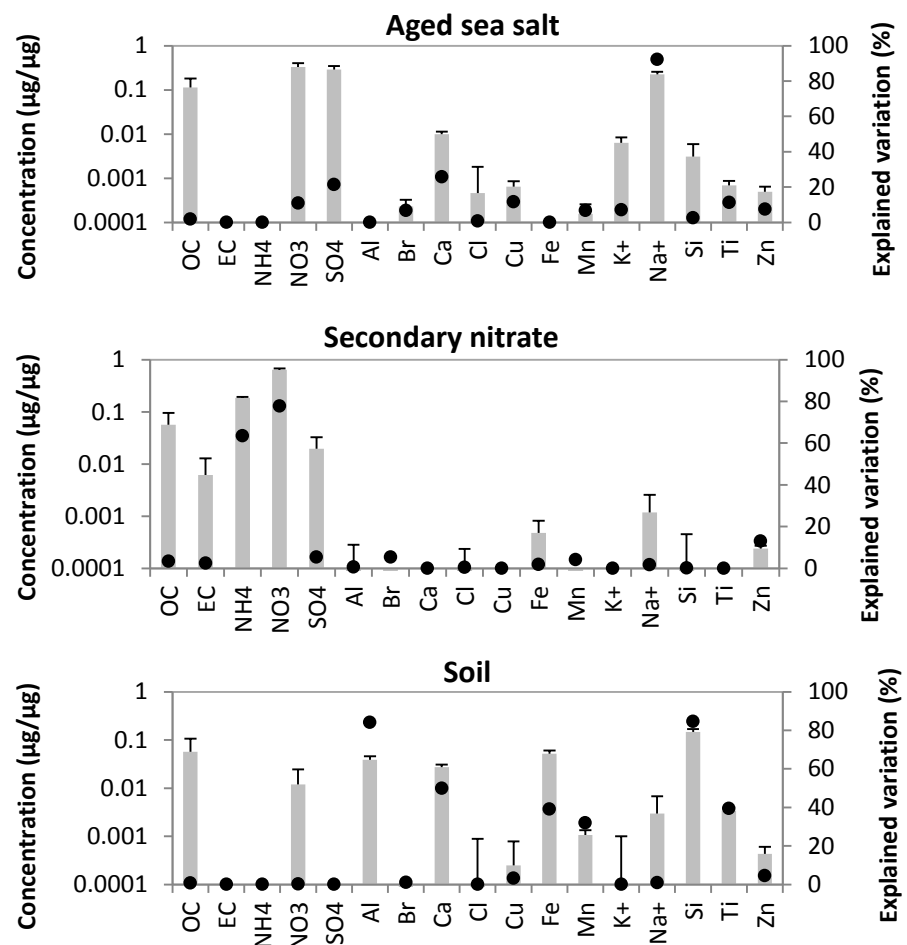 Aged sea salt
Concentration (µg/µg)
1
0.1
0.01
0.001
0.0001
100
80
60
40
20
0
Explained variation (%)
OC EC NH4 NO3 SO4 Al Br Ca Cl Cu Fe Mn K+ Na+ Si Ti Zn
Secondary nitrate
Concentration (µg/µg)
1
0.1
0.01
0.001
0.0001
100
80
60
40
20
0
Explained variation (%)
OC EC NH4 NO3 SO4 Al Br Ca Cl Cu Fe Mn K+ Na+ Si Ti Zn
Soil
Concentration (µg/µg)
1
0.1
0.01
0.001
0.0001
100
80
60
40
20
0
Explained variation (%)
OC EC NH4 NO3 SO4 Al Br Ca Cl Cu Fe Mn K+ Na+ Si Ti Zn